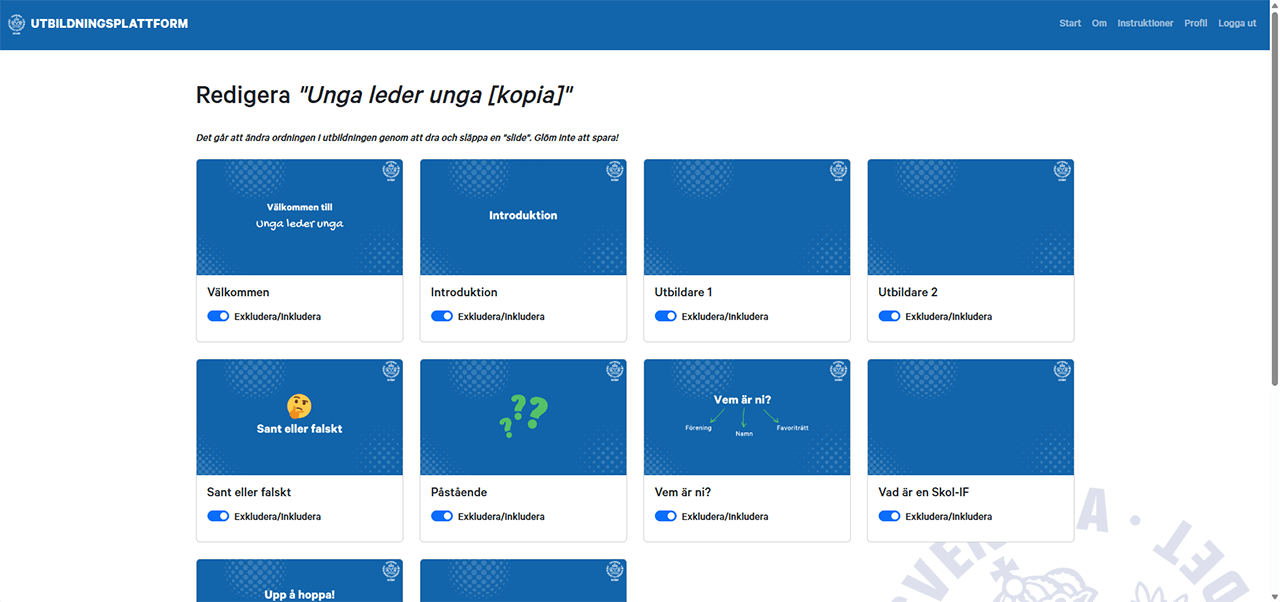 UTBILDNINGSPLATTFORM
Start Om Instruktioner Profil Logga ut
Redigera "Unga leder unga [kopia]"
Det går att ändra ordningen i utbildningen genom att dra och släppa en "slide". Glöm inte att spara!
Välkommen till
Unga leder unga
Introduktion
Välkommen
Introduktion
Utbildare 1
Utbildare 2
Exkludera/Inkludera
Exkludera/Inkludera
Exkludera/Inkludera
Exkludera/Inkludera
Sant eller falskt
???
Vem är ni?
Förening
Namn
Favoriträtt
Sant eller falskt
Påstående
Vem är ni?
Vad är en Skol-IF
Exkludera/Inkludera
Exkludera/Inkludera
Exkludera/Inkludera
Exkludera/Inkludera
Upp å hoppa!